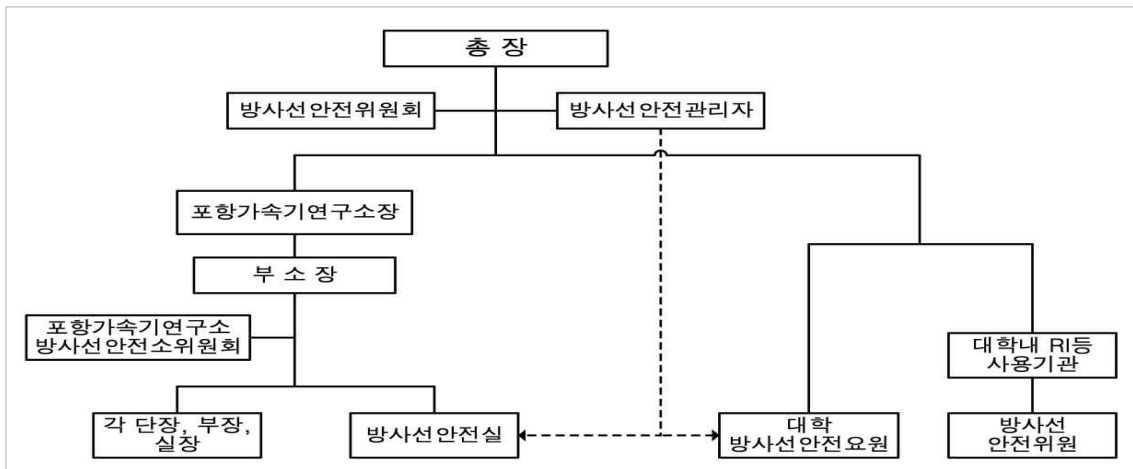 총 장
방사선안전위원회
방사선안전관리자
포항가속기연구소장
부 소 장
포항가속기연구소
방사선안전소위원회
대학내 RI등
사용기관
각 단장, 부장,
실장
방사선안전실
대학
방사선안전요원
방사선
안전위원